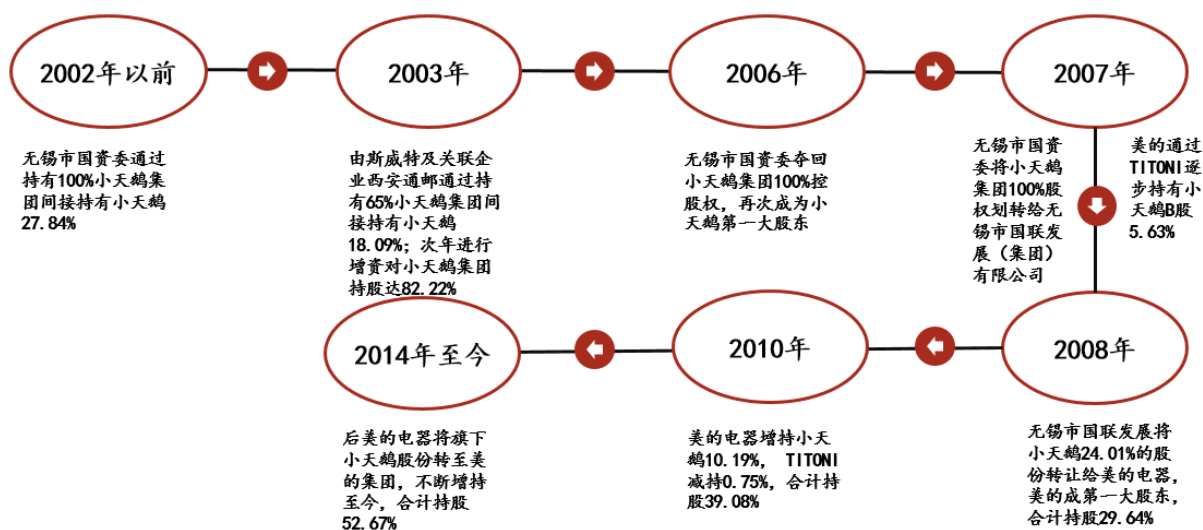 2002年以前
无锡市国资委通过
持有100%小天鹅集
团间接持有小天鹅
27.84%
2003年
由斯威特及关联企
业西安通邮通过持
有65%小天鹅集团间
接持有小天鹅
18.09%；次年进行
增资对小天鹅集团
持股达82.22%
2006年
无锡市国资委夺回
小天鹅集团100%控
股权，再次成为小
天鹅第一大股东
2007年
无锡市国资
委将小天鹅
集团100%股
权划转给无
锡市国联发
展（集团）
有限公司
美的通过
TITONI逐
步持有小
天鹅B股
5.63%
2008年
无锡市国联发展将
小天鹅24.01%的股
份转让给美的电器，
美的成第一大股东，
合计持股29.64%
2010年
美的电器增持小天
鹅10.19%， TITONI
减持0.75%，合计持
股39.08%
2014年至今
后美的电器将旗下
小天鹅股份转至美
的集团，不断增持
至今，合计持股
52.67%